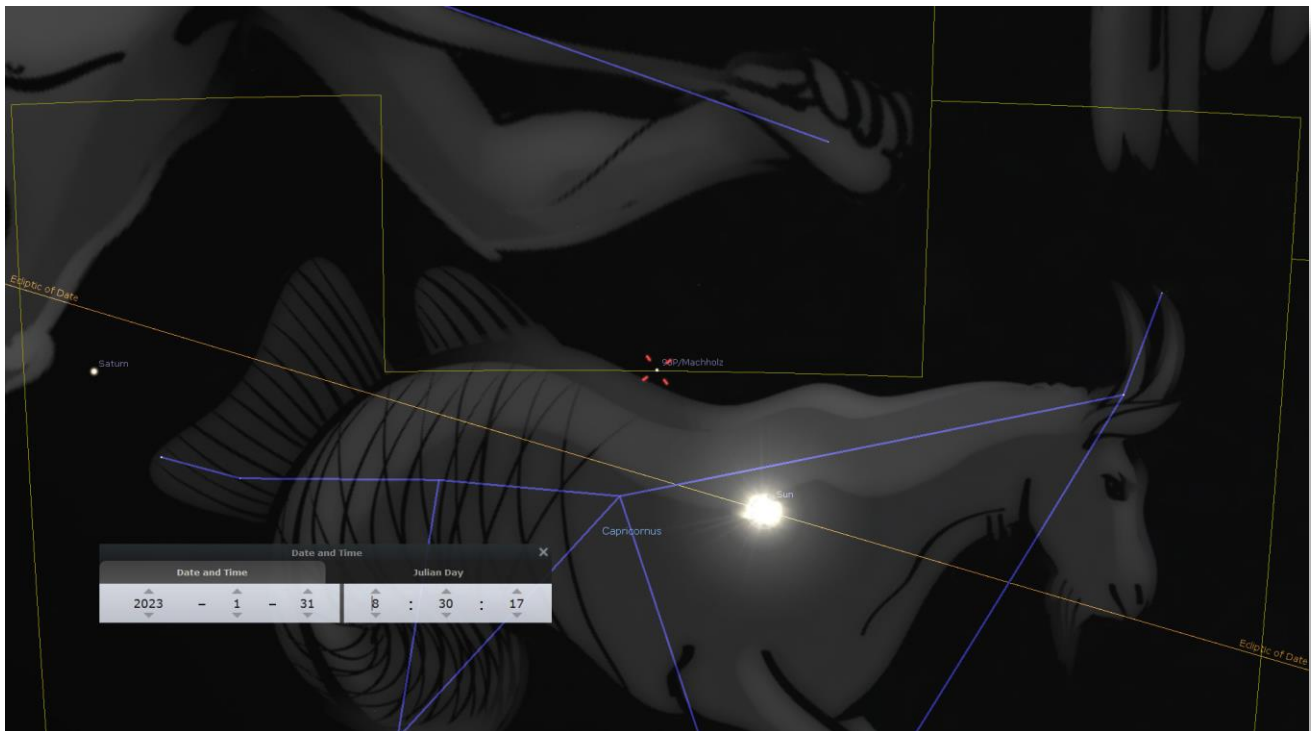 Ecliptic of Date
Saturn
96P/Machholz
Sun
Capricornus
Date and Time ×
Date and Time Julian Day
2023 - 1 - 31 8 : 30 : 17
Ecliptic of Date